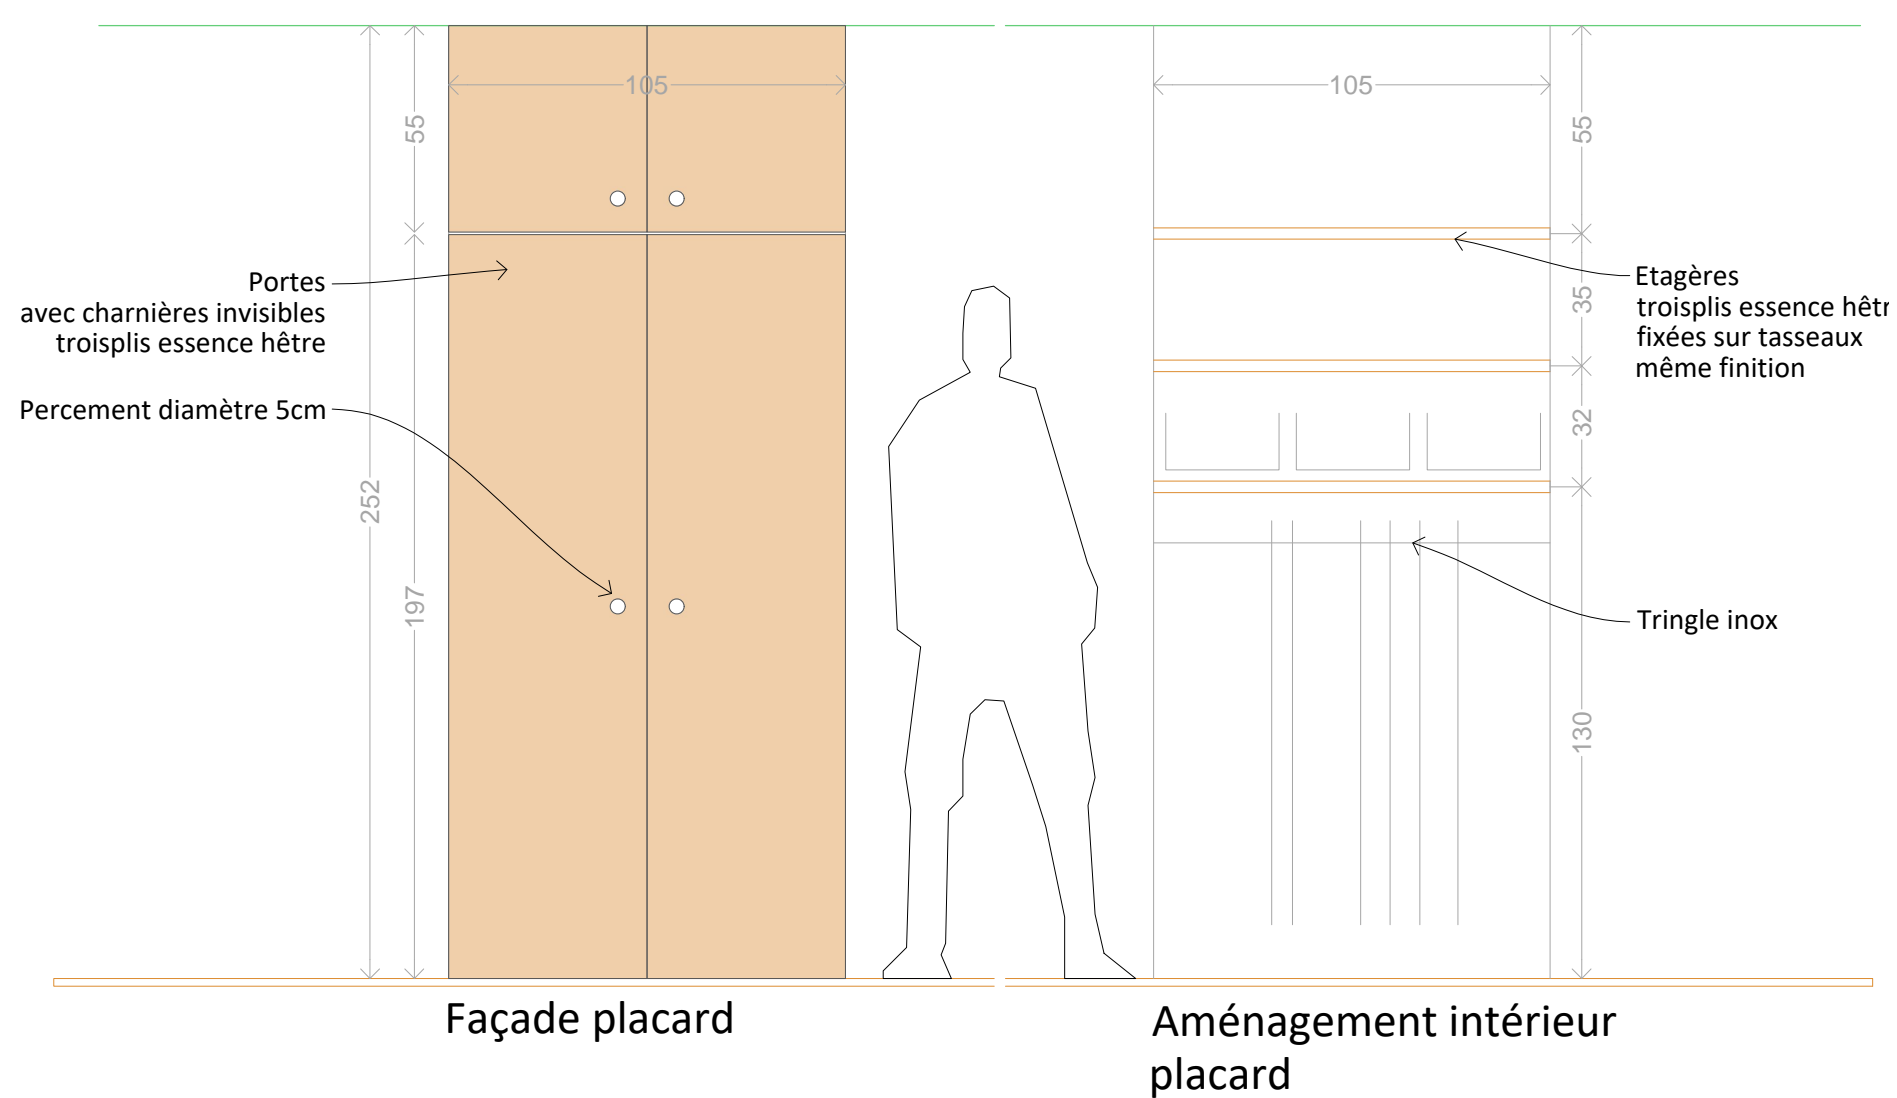 105
55
Portes
avec charnières invisibles
troisplis essence hêtre
Percement diamètre 5cm
252
197
Façade placard
105
55
Etagères
troisplis essence hêtr
fixées sur tasseaux
même finition
35
32
Tringle inox
130
Aménagement intérieur
placard